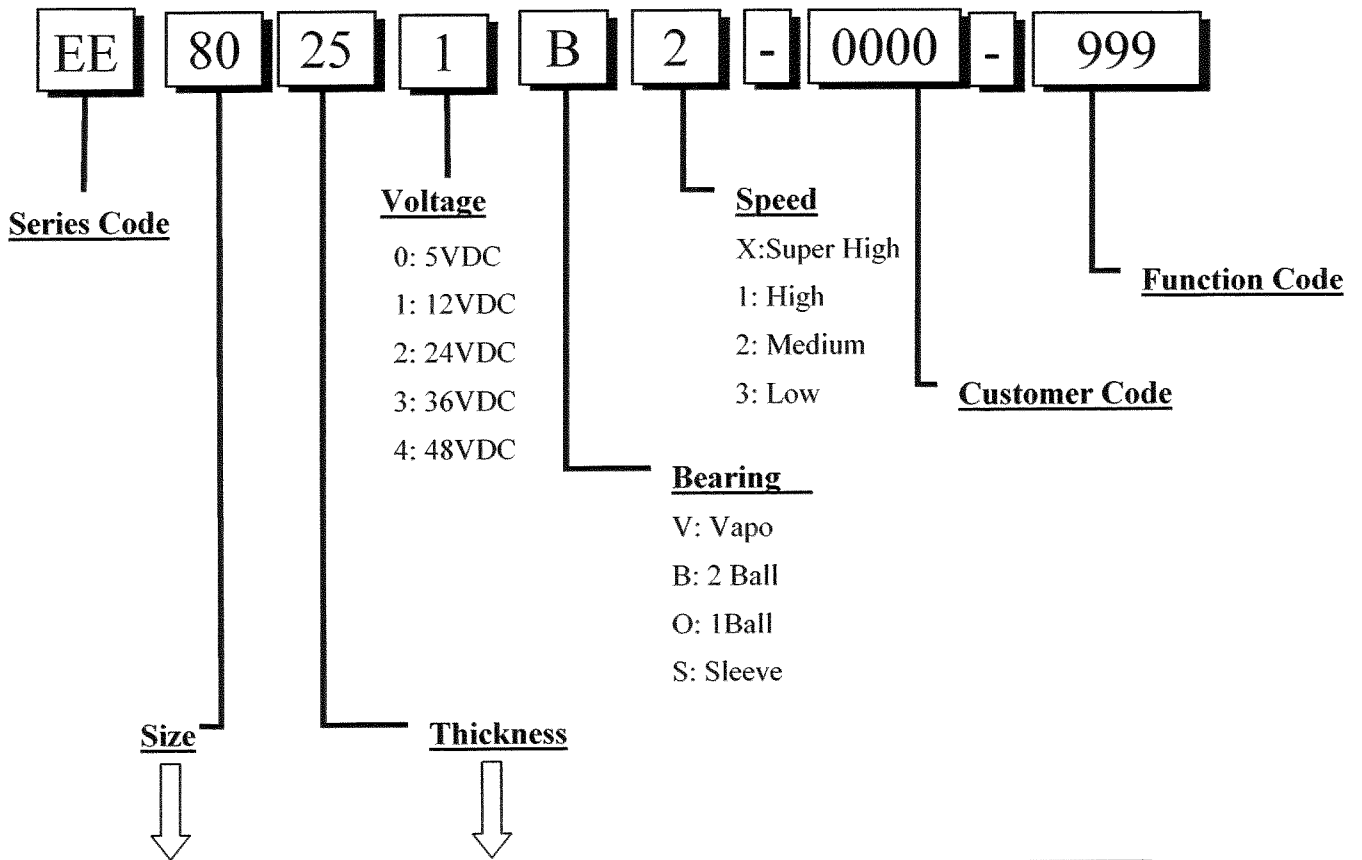 EE 80 25 1 B 2 - 0000 - 999
Series Code
Voltage
0: 5VDC
1: 12VDC
2: 24VDC
3: 36VDC
4: 48VDC
Speed
X:Super High
1: High
2: Medium
3: Low
Function Code
Customer Code
Bearing
V: Vapo
B: 2 Ball
O: 1Ball
S: Sleeve
Size
Thickness